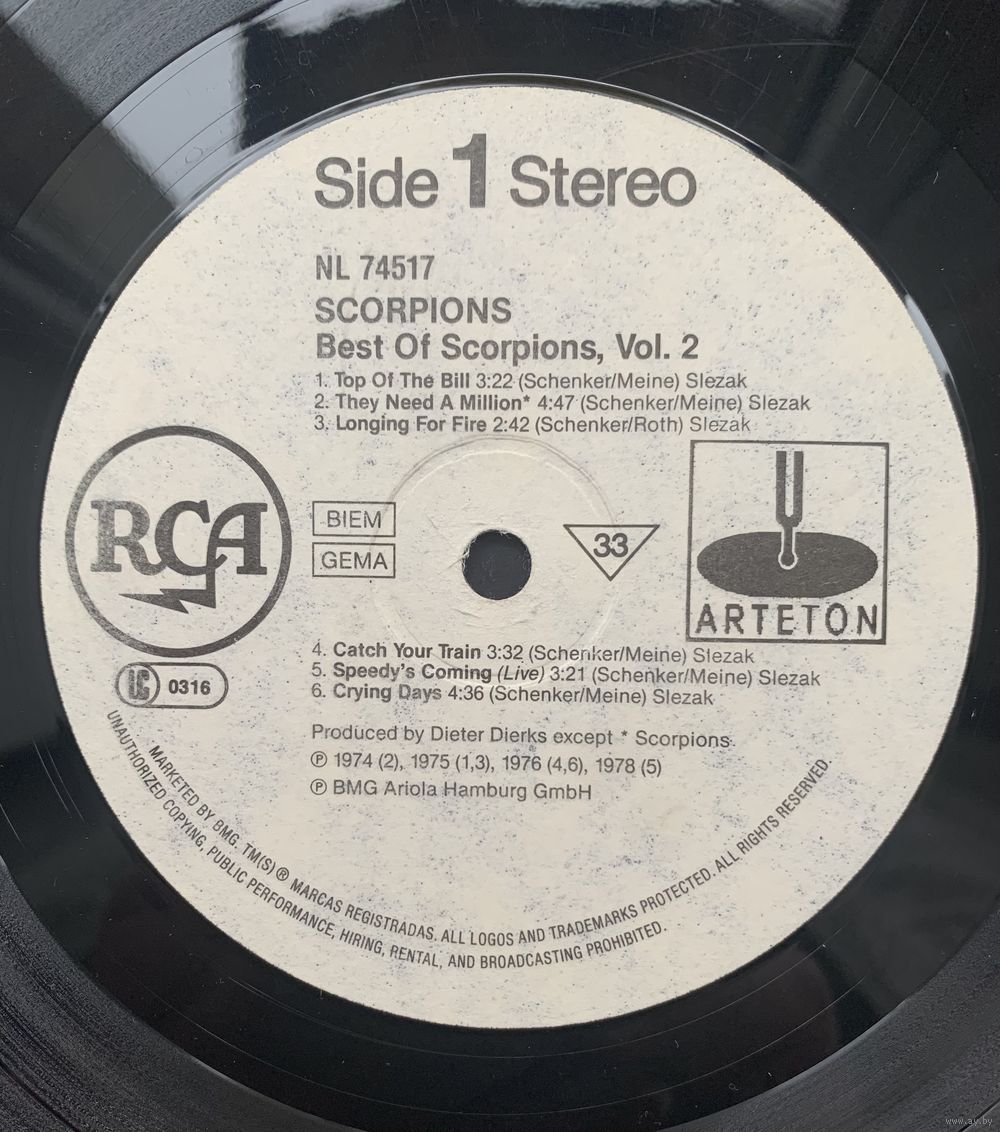 Side 1 Stereo
NL 74517
SCORPIONS
Best Of Scorpions, Vol. 2
1. Top Of The Bill 3:22 (Schenker/Meine) Slezak
2. They Need A Million* 4:47 (Schenker/Meine) Slezak
3. Longing For Fire 2:42 (Schenker/Roth) Slezak
RCA
BIEM
GEMA
33
ARTETON
4. Catch Your Train 3:32 (Schenker/Meine) Slezak
5. Speedy's Coming (Live) 3:21 (Schenker/Meine) Slezak
6. Crying Days 4:36 (Schenker/Meine) Slezak
LC 0316
Produced by Dieter Dierks except * Scorpions.
℗ 1974 (2), 1975 (1,3), 1976 (4,6), 1978 (5)
℗ BMG Ariola Hamburg GmbH
MARKETED BY BMG. TM(S) ® MARCAS REGISTRADAS. ALL LOGOS AND TRADEMARKS PROTECTED. ALL RIGHTS RESERVED.
UNAUTHORIZED COPYING, PUBLIC PERFORMANCE, HIRING, RENTAL, AND BROADCASTING PROHIBITED.
www.ay.by